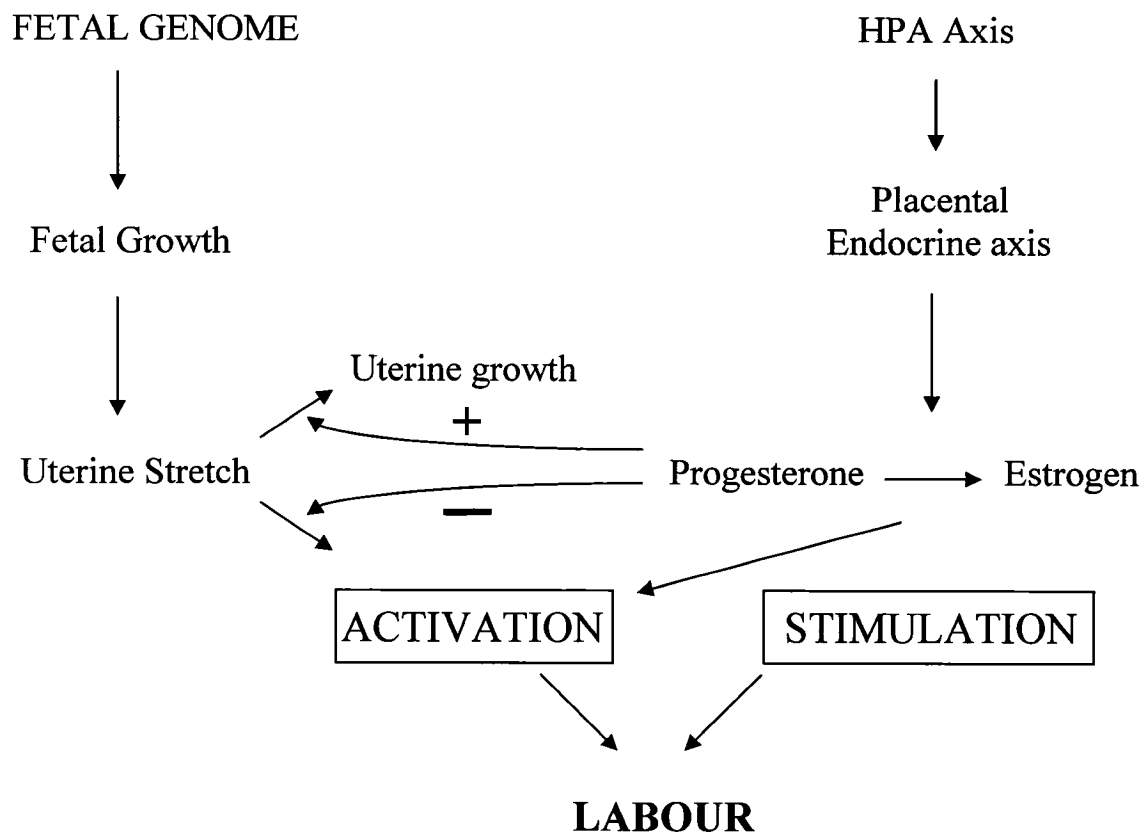 FETAL GENOME
HPA Axis
Fetal Growth
Placental
Endocrine axis
Uterine growth
+
Uterine Stretch
Progesterone
Estrogen
−
ACTIVATION
STIMULATION
LABOUR